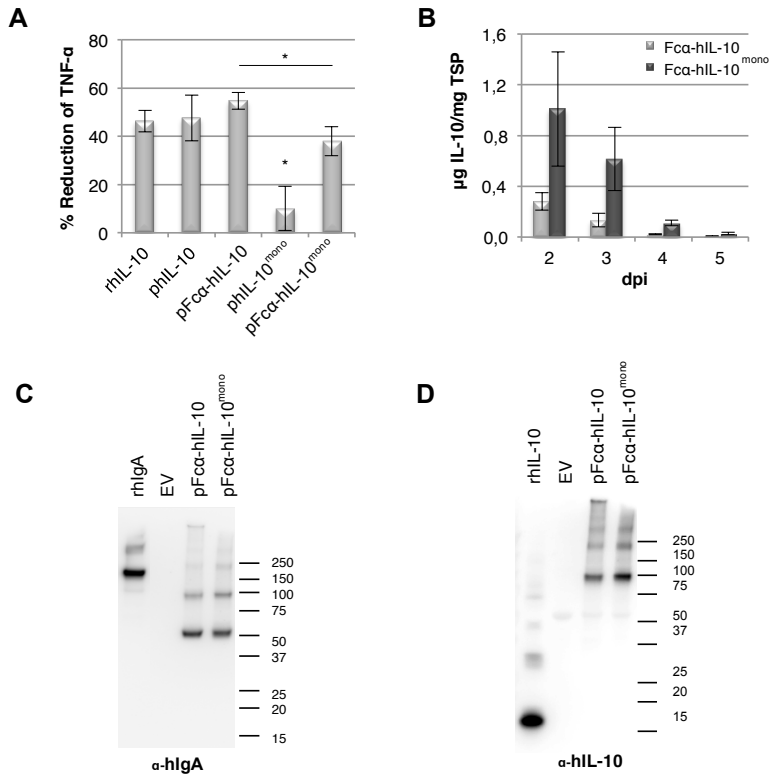 A
% Reduction of TNF-α
80
60
40
20
0
*
*
rhIL-10
phIL-10
pFcα-hIL-10
phIL-10mono
pFcα-hIL-10mono
B
µg IL-10/mg TSP
1,6
1,2
0,8
0,4
0,0
Fcα-hIL-10
Fcα-hIL-10mono
2 3 4 5
dpi
C
rhIgA
EV
pFcα-hIL-10
pFcα-hIL-10mono
250
150
100
75
50
37
25
20
15
α-hIgA
D
rhIL-10
EV
pFcα-hIL-10
pFcα-hIL-10mono
250
150
100
75
50
37
25
20
15
α-hIL-10